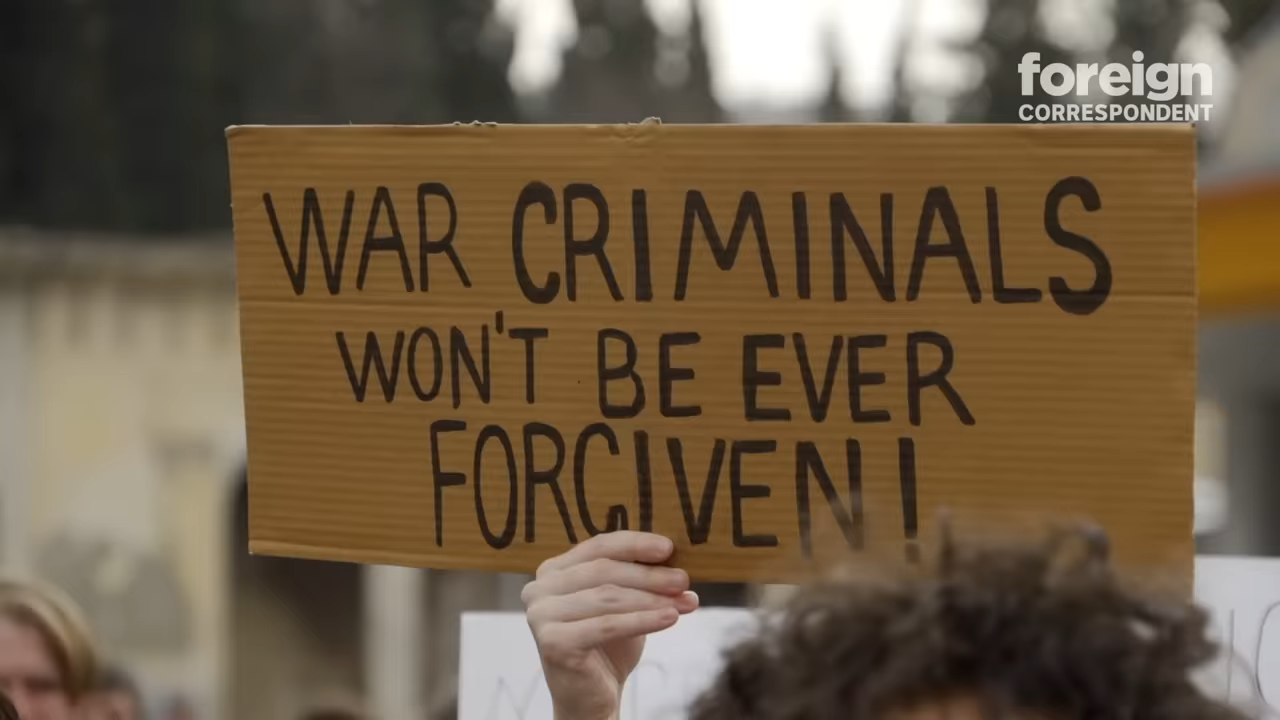 foreign
CORRESPONDENT
WAR CRIMINALS
WON'T BE EVER
FORGIVEN!